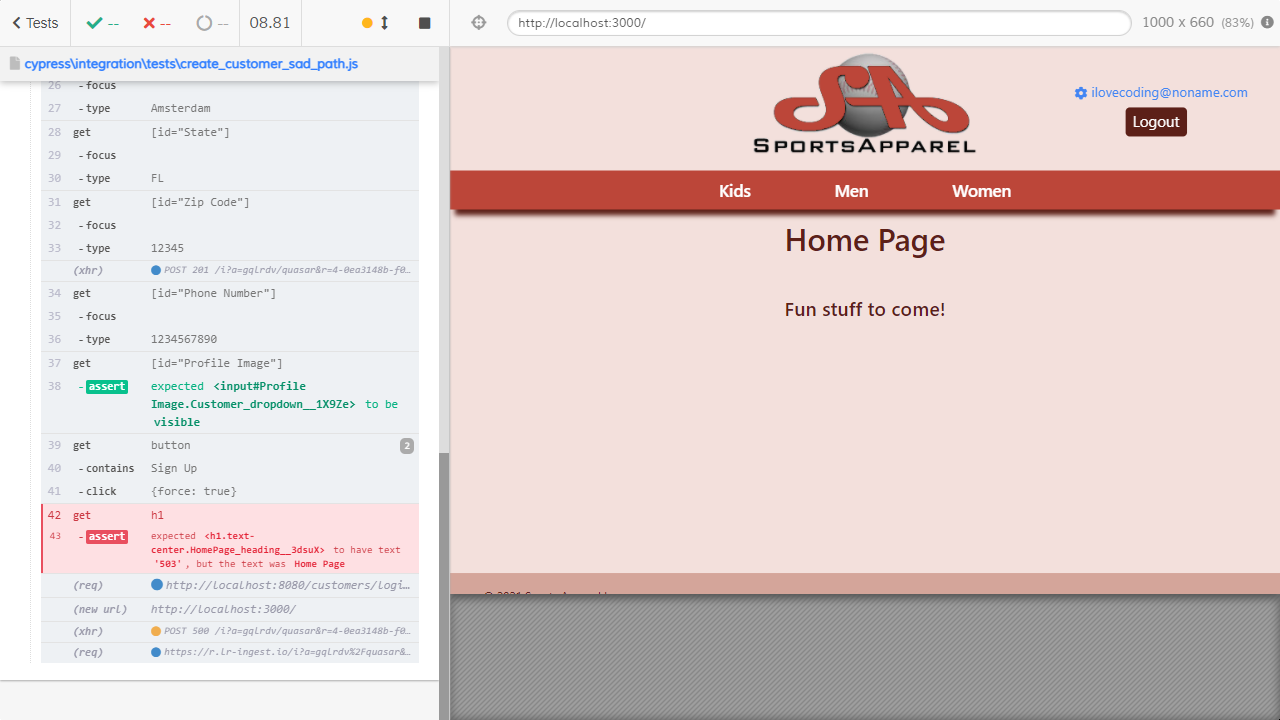 Tests
--
--
--
08.81
http://localhost:3000/
1000 x 660 (83%)
cypress\integration\tests\create_customer_sad_path.js
26 -focus
27 -type Amsterdam
28 get [id="State"]
29 -focus
30 -type FL
31 get [id="Zip Code"]
32 -focus
33 -type 12345
(xhr) POST 201 /i?a=gqlrdv/quasar&r=4-0ea3148b-f0…
34 get [id="Phone Number"]
35 -focus
36 -type 1234567890
37 get [id="Profile Image"]
38 -assert expected <input#Profile
Image.Customer_dropdown__1X9Ze> to be
visible
39 get button 2
40 -contains Sign Up
41 -click {force: true}
42 get h1
43 -assert expected <h1.text-
center.HomePage_heading__3dsuX> to have text
'503', but the text was Home Page
(req) http://localhost:8080/customers/logi…
(new url) http://localhost:3000/
(xhr) POST 500 /i?a=gqlrdv/quasar&r=4-0ea3148b-f0…
(req) https://r.lr-ingest.io/i?a=gqlrdv%2Fquasar&…
SA
SportsApparel
ilovecoding@noname.com
Logout
Kids Men Women
Home Page
Fun stuff to come!